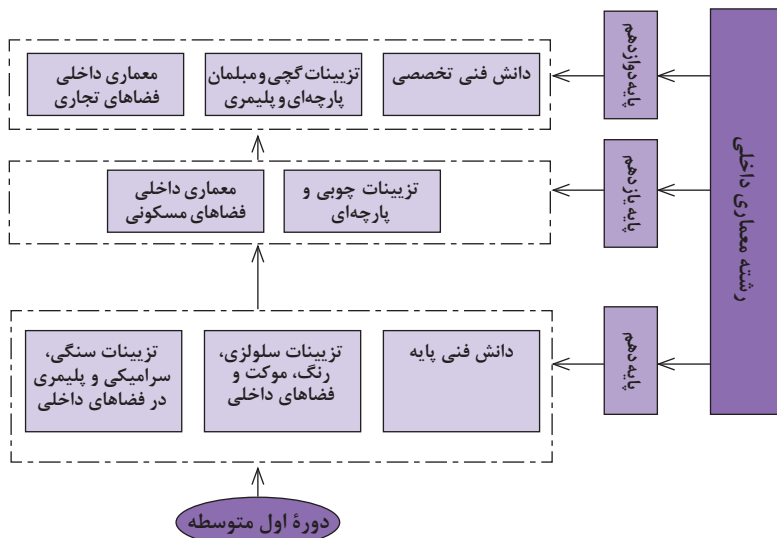 رشته معماری داخلی
پایه دوازدهم
دانش فنی تخصصی
تزیینات گچی و مبلمان
پارچه‌ای و پلیمری
معماری داخلی
فضاهای تجاری
پایه یازدهم
تزیینات چوبی و
پارچه‌ای
معماری داخلی
فضاهای مسکونی
پایه دهم
دانش فنی پایه
تزیینات سلولزی،
رنگ، موکت و
فضاهای داخلی
تزیینات سنگی،
سرامیکی و پلیمری
در فضاهای داخلی
دورهٔ اول متوسطه